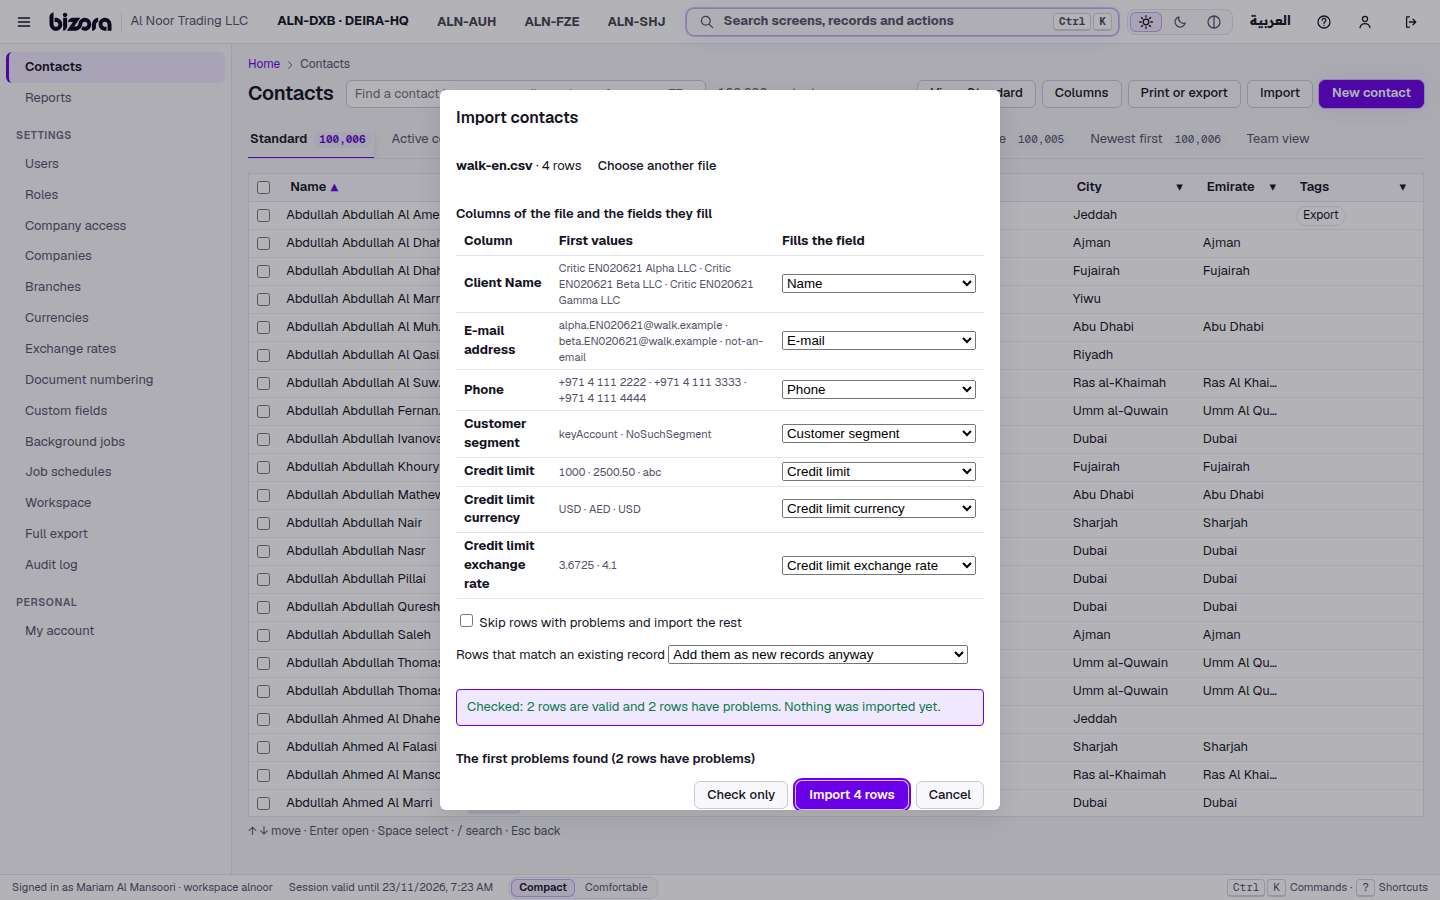 bizora
Al Noor Trading LLC
ALN-DXB · DEIRA-HQ
ALN-AUH
ALN-FZE
ALN-SHJ
Search screens, records and actions
Ctrl K
العربية
Contacts
Reports
SETTINGS
Users
Roles
Company access
Companies
Branches
Currencies
Exchange rates
Document numbering
Custom fields
Background jobs
Job schedules
Workspace
Full export
Audit log
PERSONAL
My account
Home > Contacts
Contacts
Find a contact
Columns
Print or export
Import
New contact
Standard 100,006
Active
100,005
Newest first 100,006
Team view
Name ▲
City ▼
Emirate ▼
Tags ▼
Abdullah Abdullah Al Ame
Jeddah
Export
Abdullah Abdullah Al Dhah
Ajman
Ajman
Abdullah Abdullah Al Dhah
Fujairah
Fujairah
Abdullah Abdullah Al Marr
Yiwu
Abdullah Abdullah Al Muh.
Abu Dhabi
Abu Dhabi
Abdullah Abdullah Al Qasi
Riyadh
Abdullah Abdullah Al Suw.
Ras al-Khaimah
Ras Al Khai...
Abdullah Abdullah Fernan.
Umm al-Quwain
Umm Al Qu...
Abdullah Abdullah Ivanova
Dubai
Dubai
Abdullah Abdullah Khoury
Fujairah
Fujairah
Abdullah Abdullah Mathew
Abu Dhabi
Abu Dhabi
Abdullah Abdullah Nair
Sharjah
Sharjah
Abdullah Abdullah Nasr
Dubai
Dubai
Abdullah Abdullah Pillai
Dubai
Dubai
Abdullah Abdullah Quresh
Dubai
Dubai
Abdullah Abdullah Saleh
Ajman
Ajman
Abdullah Abdullah Thomas
Umm al-Quwain
Umm Al Qu...
Abdullah Abdullah Thomas
Umm al-Quwain
Umm Al Qu...
Abdullah Ahmed Al Dhahe
Jeddah
Abdullah Ahmed Al Falasi
Sharjah
Sharjah
Abdullah Ahmed Al Manso
Ras al-Khaimah
Ras Al Khai...
Abdullah Ahmed Al Marri
Dubai
Dubai
↑ ↓ move · Enter open · Space select · / search · Esc back
Import contacts
walk-en.csv · 4 rows
Choose another file
Columns of the file and the fields they fill
Column
First values
Fills the field
Client Name
Critic EN020621 Alpha LLC · Critic
EN020621 Beta LLC · Critic EN020621
Gamma LLC
Name
E-mail
address
alpha.EN020621@walk.example ·
beta.EN020621@walk.example · not-an-
email
E-mail
Phone
+971 4 111 2222 · +971 4 111 3333 ·
+971 4 111 4444
Phone
Customer
segment
keyAccount · NoSuchSegment
Customer segment
Credit limit
1000 · 2500.50 · abc
Credit limit
Credit limit
currency
USD · AED · USD
Credit limit currency
Credit limit
exchange
rate
3.6725 · 4.1
Credit limit exchange rate
Skip rows with problems and import the rest
Rows that match an existing record
Add them as new records anyway
Checked: 2 rows are valid and 2 rows have problems. Nothing was imported yet.
The first problems found (2 rows have problems)
Check only
Import 4 rows
Cancel
Signed in as Mariam Al Mansoori · workspace alnoor
Session valid until 23/11/2026, 7:23 AM
Compact
Comfortable
Ctrl K Commands · ? Shortcuts